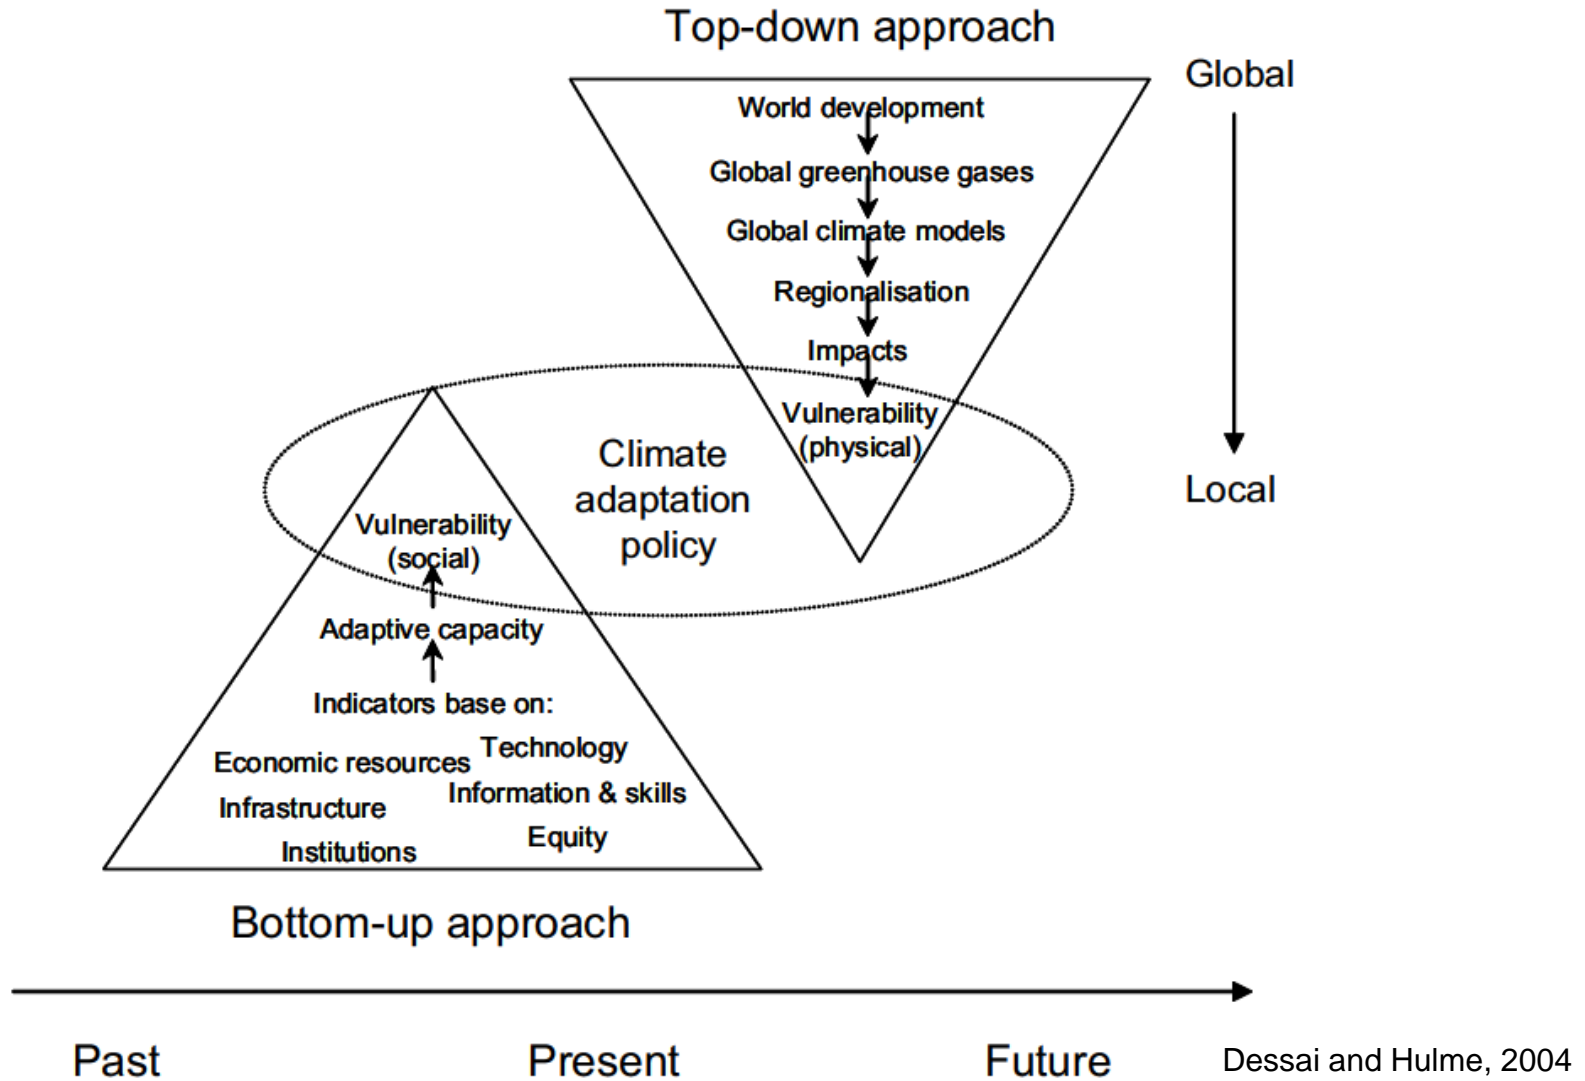 Top-down approach
Global
World development
Global greenhouse gases
Global climate models
Regionalisation
Impacts
Vulnerability
(physical)
Local
Climate
adaptation
policy
Vulnerability
(social)
Adaptive capacity
Indicators base on:
Economic resources
Technology
Infrastructure
Information & skills
Institutions
Equity
Bottom-up approach
Past
Present
Future
Dessai and Hulme, 2004